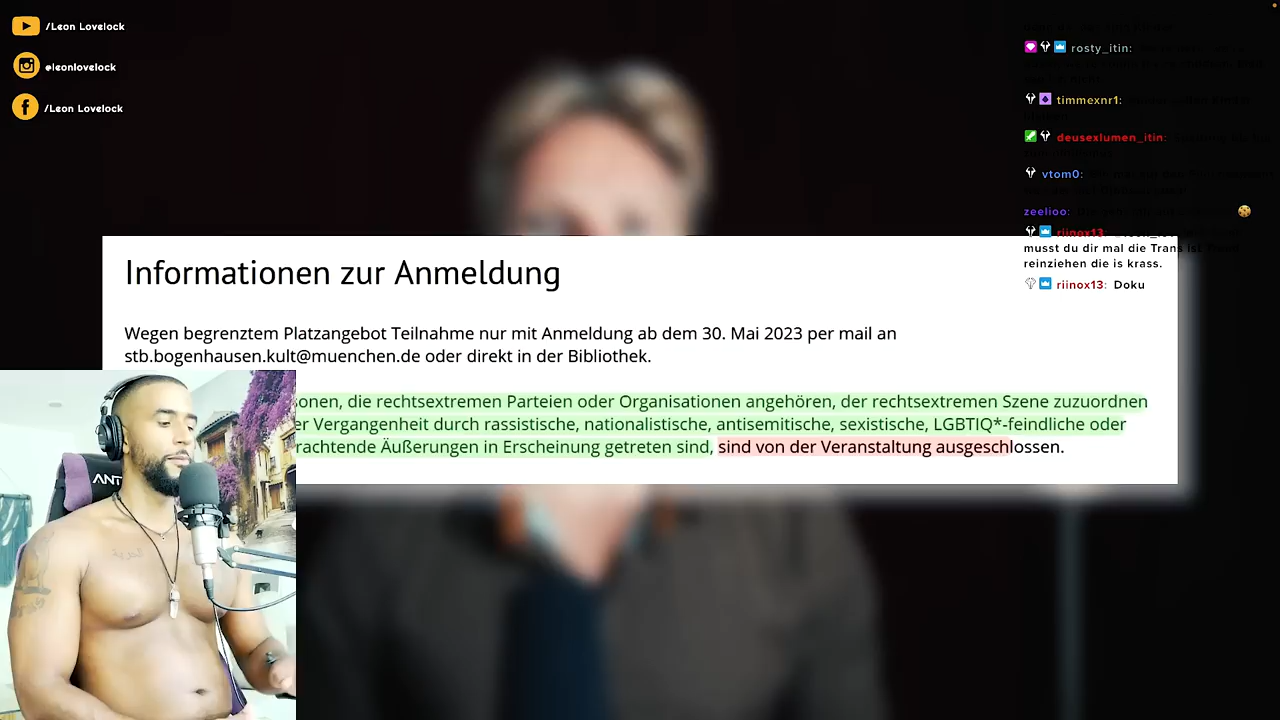 /Leon Lovelock
@leonlovelock
/Leon Lovelock
rosty_itin:
timmexnr1:
deusexlumen_itin:
vtom0:
zeelioo:
riinox13:
musst du dir mal die Trans ist
reinziehen die is krass.
riinox13: Doku
Informationen zur Anmeldung
Wegen begrenztem Platzangebot Teilnahme nur mit Anmeldung ab dem 30. Mai 2023 per mail an
stb.bogenhausen.kult@muenchen.de oder direkt in der Bibliothek.
sonen, die rechtsextremen Parteien oder Organisationen angehören, der rechtsextremen Szene zuzuordnen
er Vergangenheit durch rassistische, nationalistische, antisemitische, sexistische, LGBTIQ*-feindliche oder
rachtende Äußerungen in Erscheinung getreten sind, sind von der Veranstaltung ausgeschlossen.
ANT